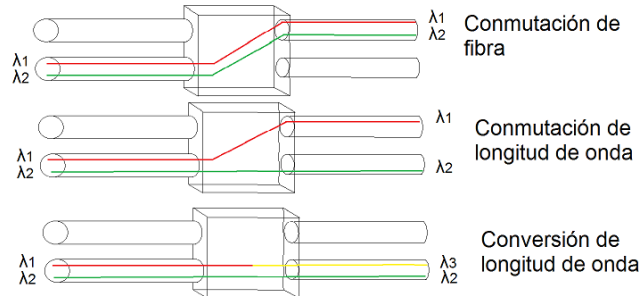 λ1
λ2
λ1
λ2
Conmutación de
fibra
λ1
λ2
λ1
λ2
Conmutación de
longitud de onda
λ1
λ2
λ3
λ2
Conversión de
longitud de onda